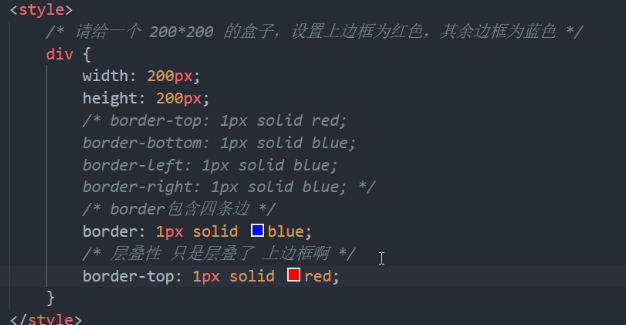 <style>
/* 请给一个 200*200 的盒子，设置上边框为红色，其余边框为蓝色 */
div {
width: 200px;
height: 200px;
/* border-top: 1px solid red;
border-bottom: 1px solid blue;
border-left: 1px solid blue;
border-right: 1px solid blue; */
/* border包含四条边 */
border: 1px solid blue;
/* 层叠性 只是层叠了 上边框啊 */
border-top: 1px solid red;
}
</style>